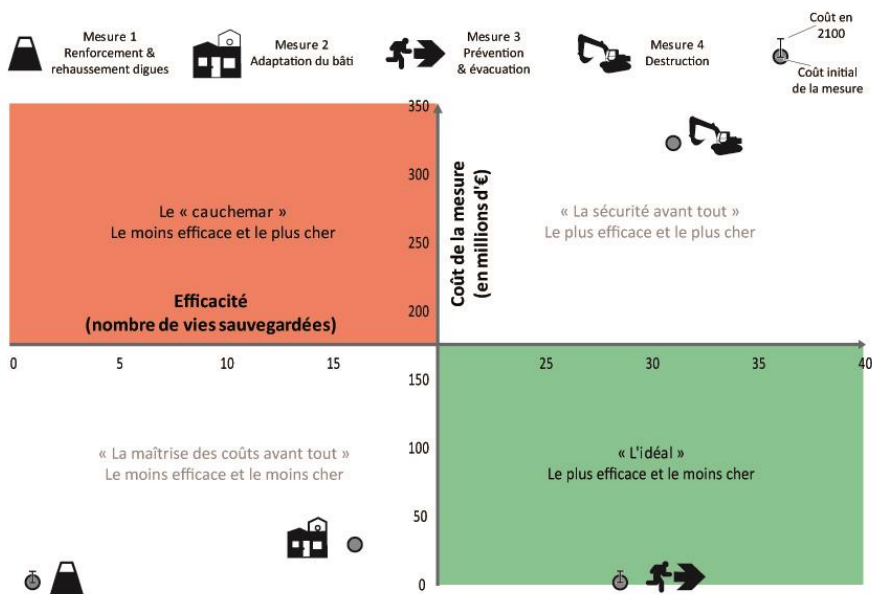 Mesure 1
Renforcement &
rehaussement digues
Mesure 2
Adaptation du bâti
Mesure 3
Prévention
& évacuation
Mesure 4
Destruction
Coût en
2100
Coût initial
de la mesure
350
300
250
200
150
100
50
0
Coût de la mesure
(en millions d'€)
Le « cauchemar »
Le moins efficace et le plus cher
« La sécurité avant tout »
Le plus efficace et le plus cher
Efficacité
(nombre de vies sauvegardées)
0 5 10 15 25 30 35 40
« La maîtrise des coûts avant tout »
Le moins efficace et le moins cher
« L'idéal »
Le plus efficace et le moins cher